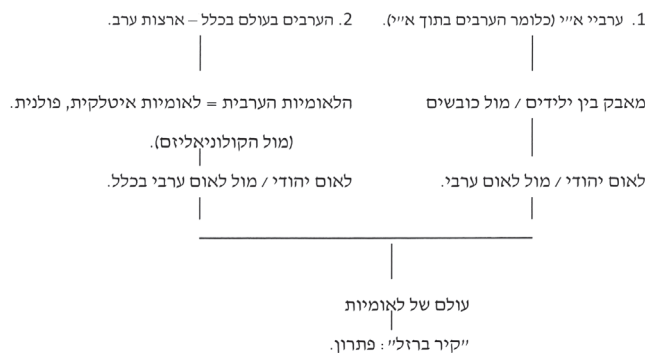 1. ערביי א״י (כלומר הערבים בתוך א״י).
2. הערבים בעולם בכלל – ארצות ערב.
מאבק בין ילידים / מול כובשים
הלאומיות הערבית = לאומיות איטלקית, פולנית.
(מול הקולוניאליזם).
לאום יהודי / מול לאום ערבי.
לאום יהודי / מול לאום ערבי בכלל.
עולם של לאומיות
״קיר ברזל״: פתרון.